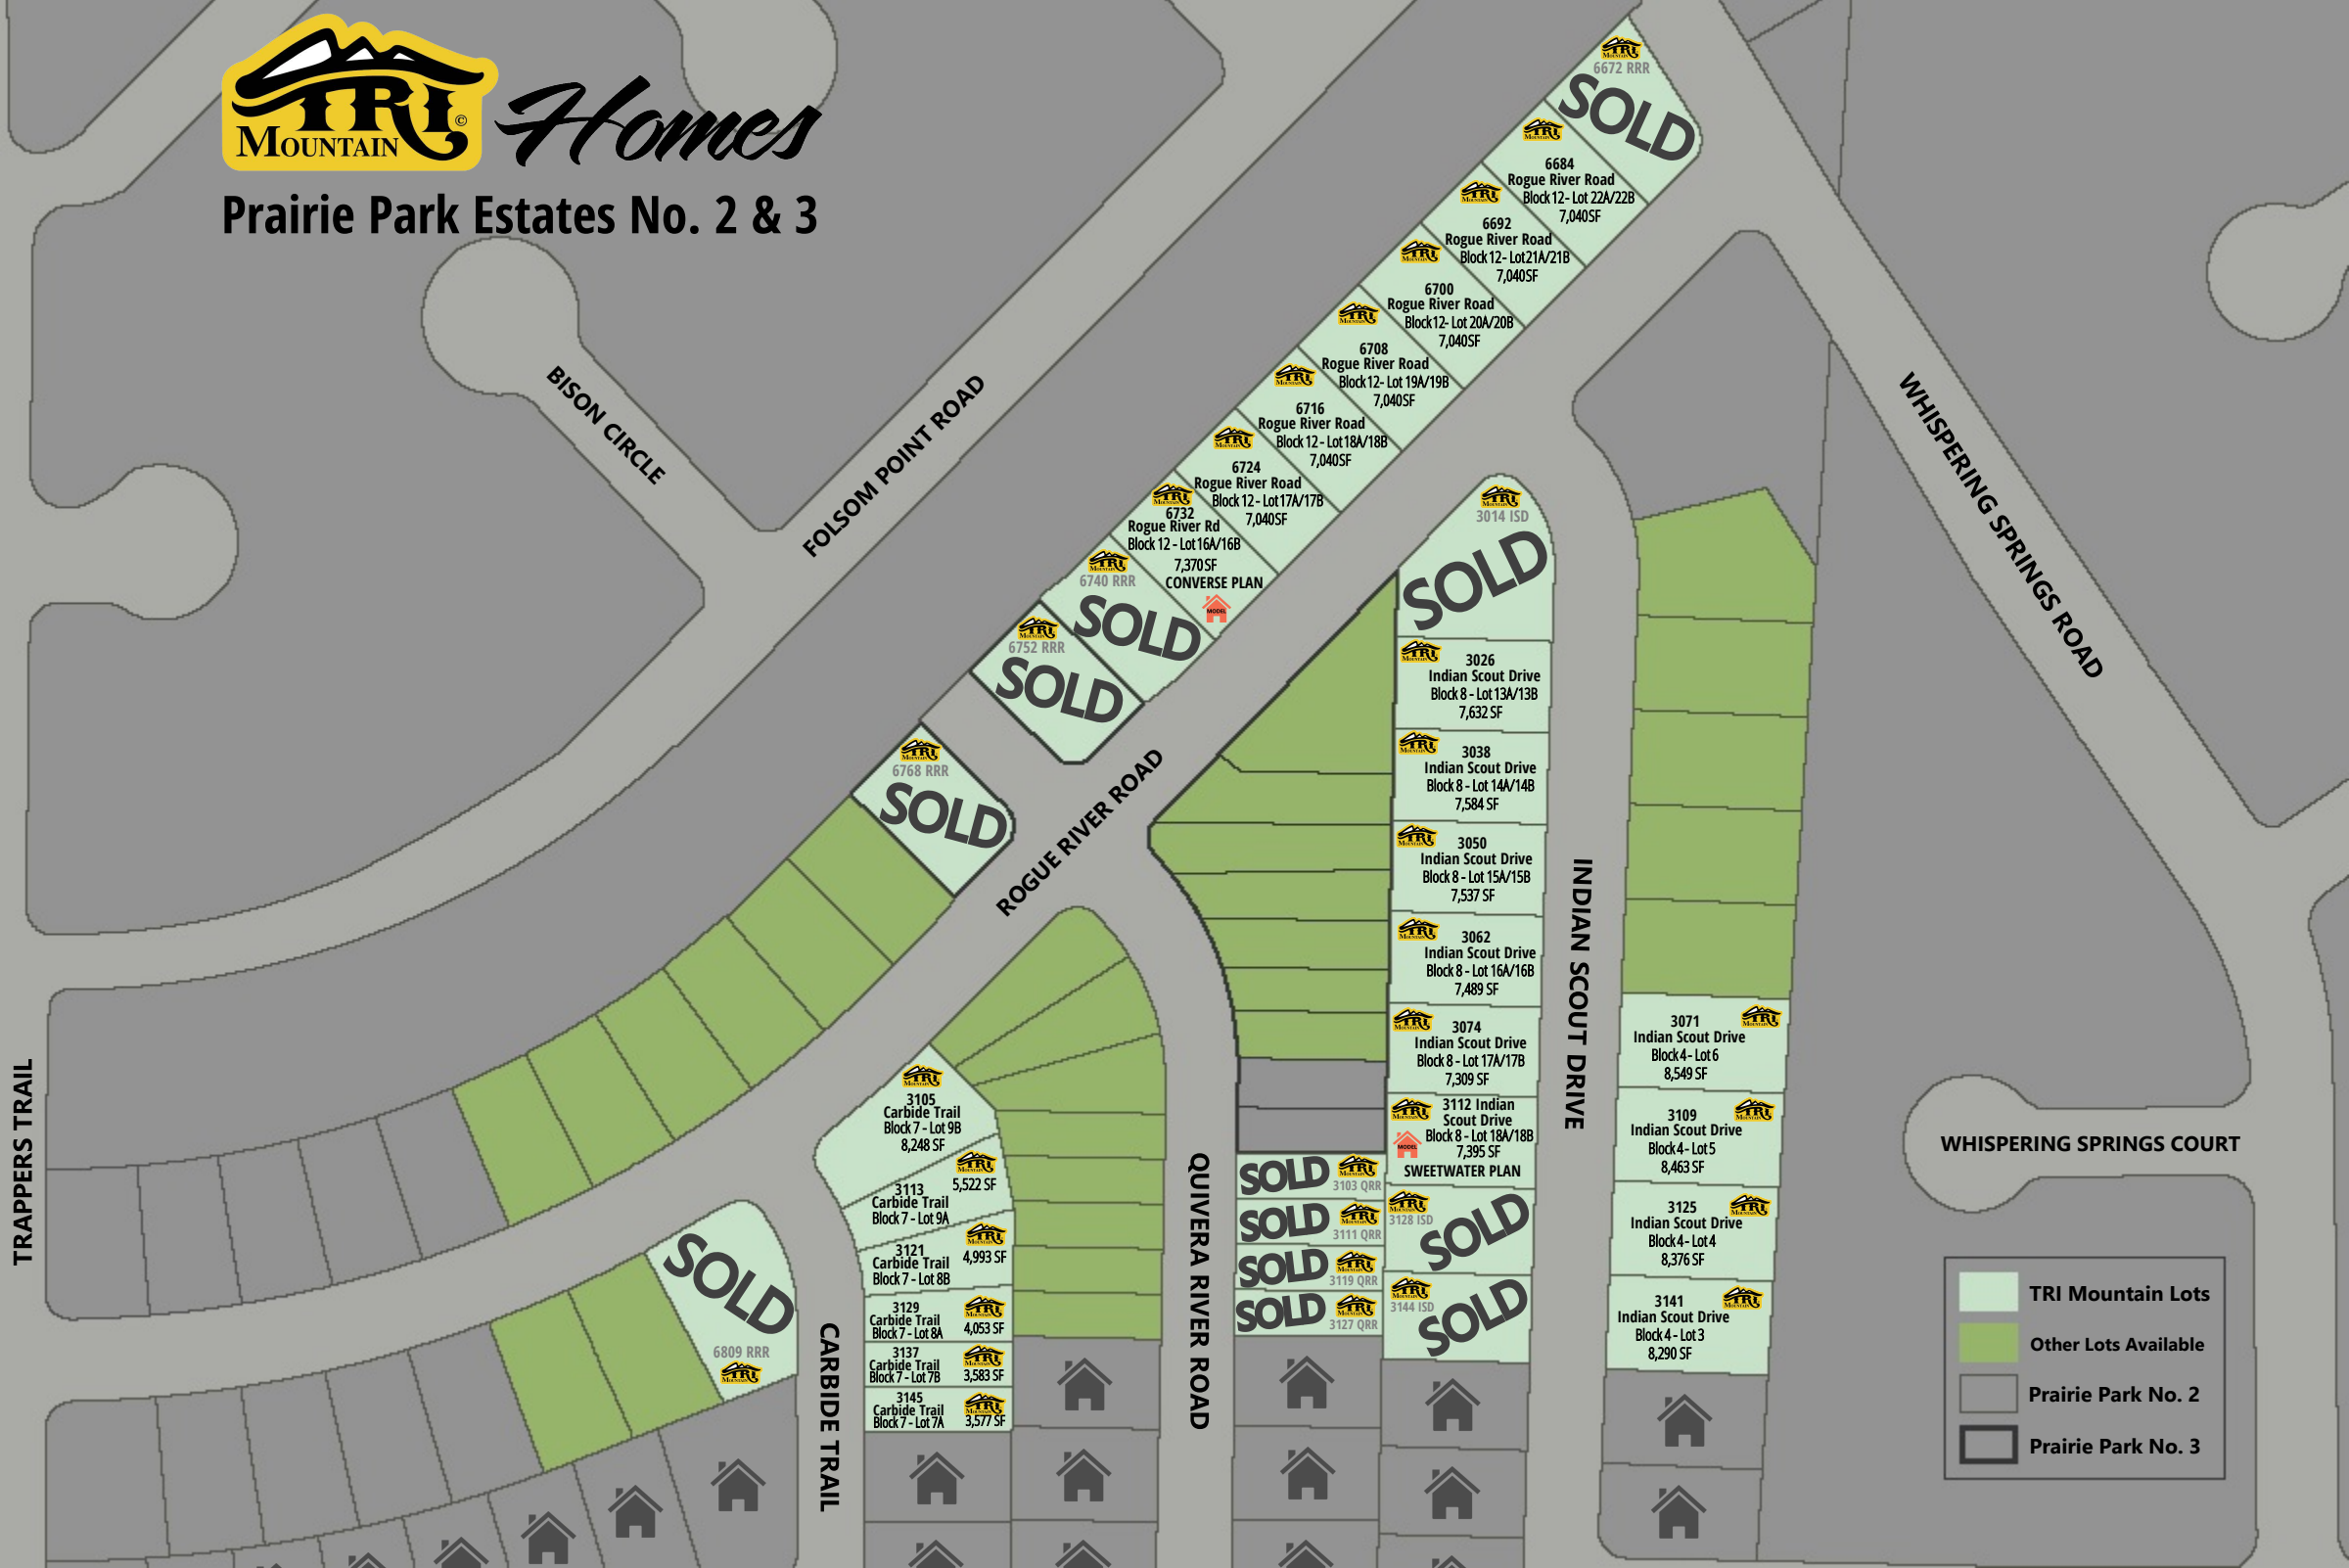 TRI
MOUNTAIN
©
Homes
Prairie Park Estates No. 2 & 3
6672 RRR
SOLD
6684
Rogue River Road
Block 12 - Lot 22A/22B
7,040SF
6692
Rogue River Road
Block 12 - Lot21A/21B
7,040SF
6700
Rogue River Road
Block12- Lot 20A/20B
7,040SF
6708
Rogue River Road
Block12- Lot 19A/19B
7,040SF
6716
Rogue River Road
Block 12 - Lot18A/18B
7,040SF
6724
Rogue River Road
Block 12 - Lot17A/17B
7,040SF
6732
Rogue River Rd
Block 12 - Lot16A/16B
7,370SF
CONVERSE PLAN
MODEL
6740 RRR
SOLD
6752 RRR
SOLD
6768 RRR
SOLD
BISON CIRCLE
FOLSOM POINT ROAD
ROGUE RIVER ROAD
WHISPERING SPRINGS ROAD
3014 ISD
SOLD
3026
Indian Scout Drive
Block 8 - Lot 13A/13B
7,632 SF
3038
Indian Scout Drive
Block 8 - Lot 14A/14B
7,584 SF
3050
Indian Scout Drive
Block 8 - Lot 15A/15B
7,537 SF
3062
Indian Scout Drive
Block 8 - Lot 16A/16B
7,489 SF
3074
Indian Scout Drive
Block 8 - Lot 17A/17B
7,309 SF
3112 Indian
Scout Drive
Block 8 - Lot 18A/18B
7,395 SF
SWEETWATER PLAN
MODEL
3128 ISD
SOLD
3144 ISD
SOLD
INDIAN SCOUT DRIVE
3071
Indian Scout Drive
Block 4 - Lot 6
8,549 SF
3109
Indian Scout Drive
Block 4 - Lot 5
8,463 SF
3125
Indian Scout Drive
Block 4 - Lot 4
8,376 SF
3141
Indian Scout Drive
Block 4 - Lot 3
8,290 SF
SOLD
3103 QRR
SOLD
3111 QRR
SOLD
3119 QRR
SOLD
3127 QRR
QUIVERA RIVER ROAD
3105
Carbide Trail
Block 7 - Lot 9B
8,248 SF
3113
Carbide Trail
Block 7 - Lot 9A
5,522 SF
3121
Carbide Trail
Block 7 - Lot 8B
4,993 SF
3129
Carbide Trail
Block 7 - Lot 8A
4,053 SF
3137
Carbide Trail
Block 7 - Lot 7B
3,583 SF
3145
Carbide Trail
Block 7 - Lot 7A
3,577 SF
CARBIDE TRAIL
SOLD
6809 RRR
TRAPPERS TRAIL
WHISPERING SPRINGS COURT
TRI Mountain Lots
Other Lots Available
Prairie Park No. 2
Prairie Park No. 3